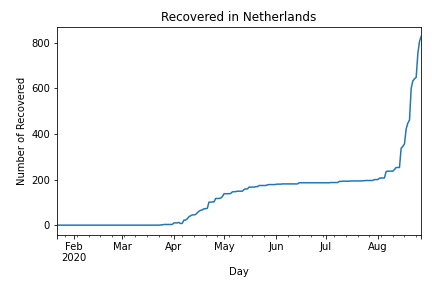 Recovered in Netherlands
Number of Recovered
800
600
400
200
0
Feb
2020
Mar
Apr
May
Jun
Jul
Aug
Day